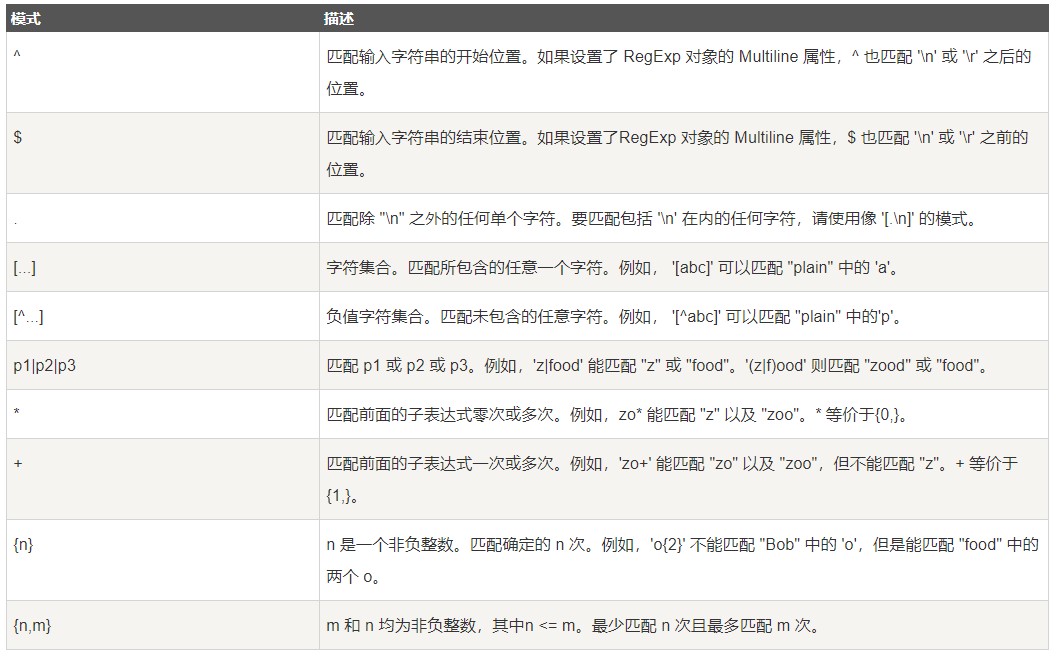 模式 描述
^ 匹配输入字符串的开始位置。如果设置了 RegExp 对象的 Multiline 属性，^ 也匹配 '\n' 或 '\r' 之后的
位置。
$ 匹配输入字符串的结束位置。如果设置了RegExp 对象的 Multiline 属性，$ 也匹配 '\n' 或 '\r' 之前的
位置。
. 匹配除 "\n" 之外的任何单个字符。要匹配包括 '\n' 在内的任何字符，请使用像 '[.\n]' 的模式。
[...] 字符集合。匹配所包含的任意一个字符。例如， '[abc]' 可以匹配 "plain" 中的 'a'。
[^...] 负值字符集合。匹配未包含的任意字符。例如， '[^abc]' 可以匹配 "plain" 中的'p'。
p1|p2|p3 匹配 p1 或 p2 或 p3。例如，'z|food' 能匹配 "z" 或 "food"。'(z|f)ood' 则匹配 "zood" 或 "food"。
* 匹配前面的子表达式零次或多次。例如，zo* 能匹配 "z" 以及 "zoo"。* 等价于{0,}。
+ 匹配前面的子表达式一次或多次。例如，'zo+' 能匹配 "zo" 以及 "zoo"，但不能匹配 "z"。+ 等价于
{1,}。
{n} n 是一个非负整数。匹配确定的 n 次。例如，'o{2}' 不能匹配 "Bob" 中的 'o'，但是能匹配 "food" 中的
两个 o。
{n,m} m 和 n 均为非负整数，其中n <= m。最少匹配 n 次且最多匹配 m 次。